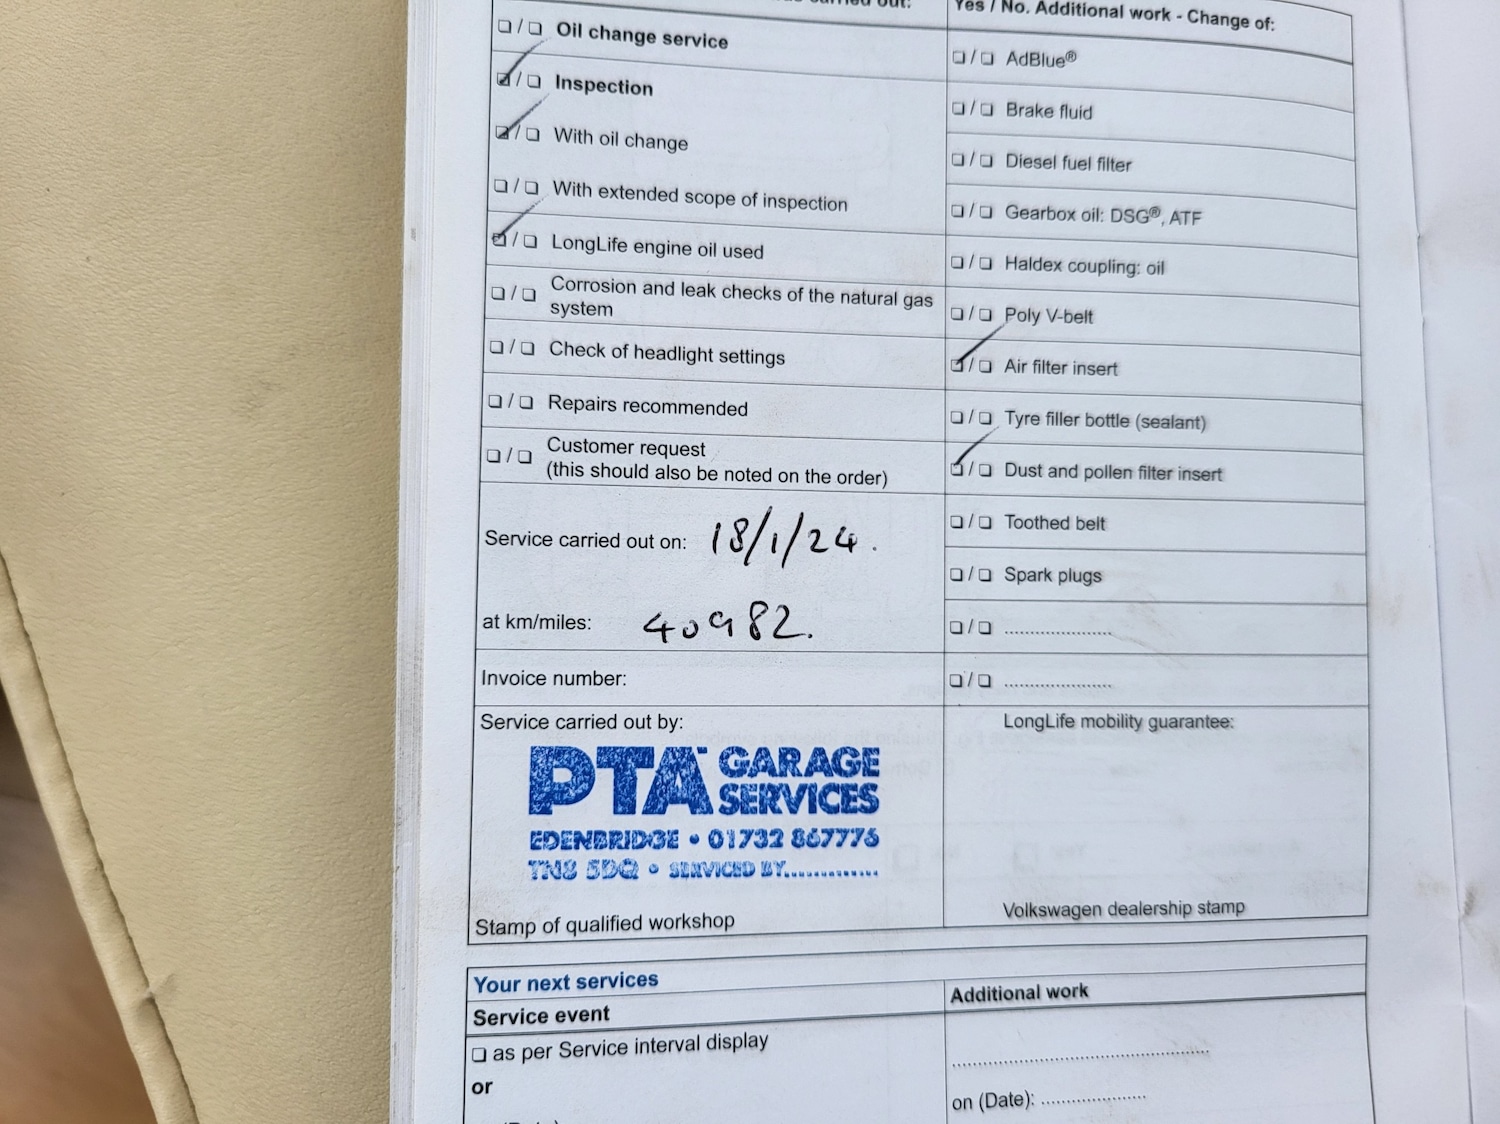 carried out:
☐ / ☐ Oil change service
☑ / ☐ Inspection
☑ / ☐ With oil change
☐ / ☐ With extended scope of inspection
☑ / ☐ LongLife engine oil used
☐ / ☐ Corrosion and leak checks of the natural gas
system
☐ / ☐ Check of headlight settings
☐ / ☐ Repairs recommended
☐ / ☐ Customer request
(this should also be noted on the order)
Service carried out on: 18/1/24.
at km/miles: 40982.
Invoice number:
Service carried out by:
PTA GARAGE
SERVICES
EDENBRIDGE • 01732 867776
TN8 5DQ • SERVICED BY..............
Stamp of qualified workshop
Yes / No. Additional work - Change of:
☐ / ☐ AdBlue®
☐ / ☐ Brake fluid
☐ / ☐ Diesel fuel filter
☐ / ☐ Gearbox oil: DSG®, ATF
☐ / ☐ Haldex coupling: oil
☐ / ☐ Poly V-belt
☑ / ☐ Air filter insert
☐ / ☐ Tyre filler bottle (sealant)
☑ / ☐ Dust and pollen filter insert
☐ / ☐ Toothed belt
☐ / ☐ Spark plugs
☐ / ☐ ......................
☐ / ☐ ......................
LongLife mobility guarantee:
Volkswagen dealership stamp
Your next services
Service event
☐ as per Service interval display
or
Additional work
.....................................................
on (Date): .....................